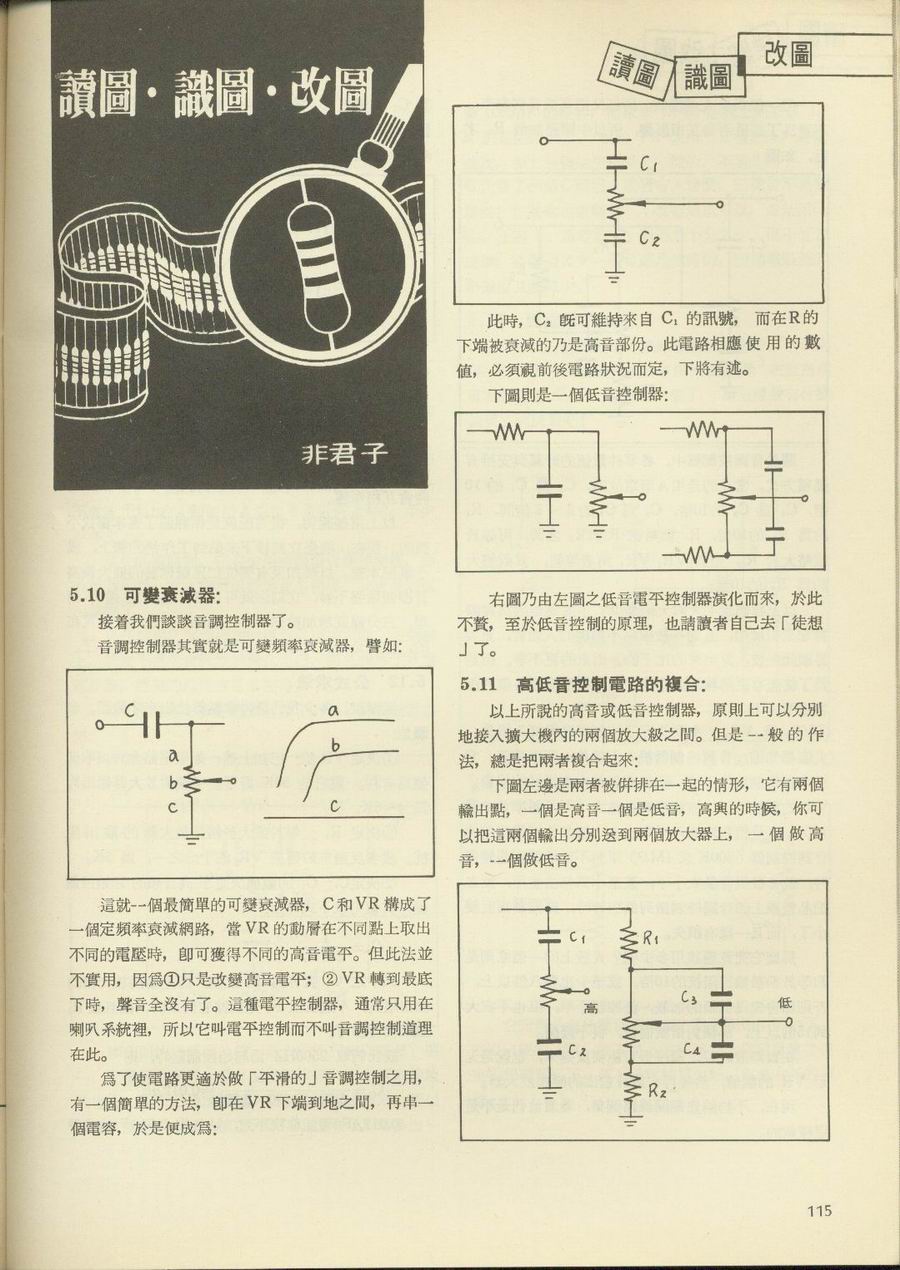 讀圖・識圖・改圖
非君子
5.10 可變衰減器:
接着我們談談音調控制器了。
音調控制器其實就是可變頻率衰減器，譬如:
C
a
b
c
a
b
c
這就一個最簡單的可變衰減器，C和VR構成了
一個定頻率衰減網路，當VR的動層在不同點上取出
不同的電壓時，卽可獲得不同的高音電平。但此法並
不實用，因爲①只是改變高音電平；②VR轉到最底
下時，聲音全沒有了。這種電平控制器，通常只用在
喇叭系統裡，所以它叫電平控制而不叫音調控制道理
在此。
爲了使電路更適於做「平滑的」音調控制之用，
有一個簡單的方法，卽在VR下端到地之間，再串一
個電容，於是便成爲:
讀圖 識圖 改圖
C1
C2
此時，C₂旣可維持來自C₁的訊號，而在R的
下端被衰減的乃是高音部份。此電路相應使用的數
值，必須視前後電路狀況而定，下將有述。
下圖則是一個低音控制器:
右圖乃由左圖之低音電平控制器演化而來，於此
不贅，至於低音控制的原理，也請讀者自己去「徒想
」了。
5.11 高低音控制電路的複合:
以上所說的高音或低音控制器，原則上可以分別
地接入擴大機內的兩個放大級之間。但是一般的作
法，總是把兩者複合起來:
下圖左邊是兩者被倂排在一起的情形，它有兩個
輸出點，一個是高音一個是低音，高興的時候，你可
以把這兩個輸出分別送到兩個放大器上，一個做高
音，一個做低音。
C1
R1
高
C3
低
C2
C4
R2
115